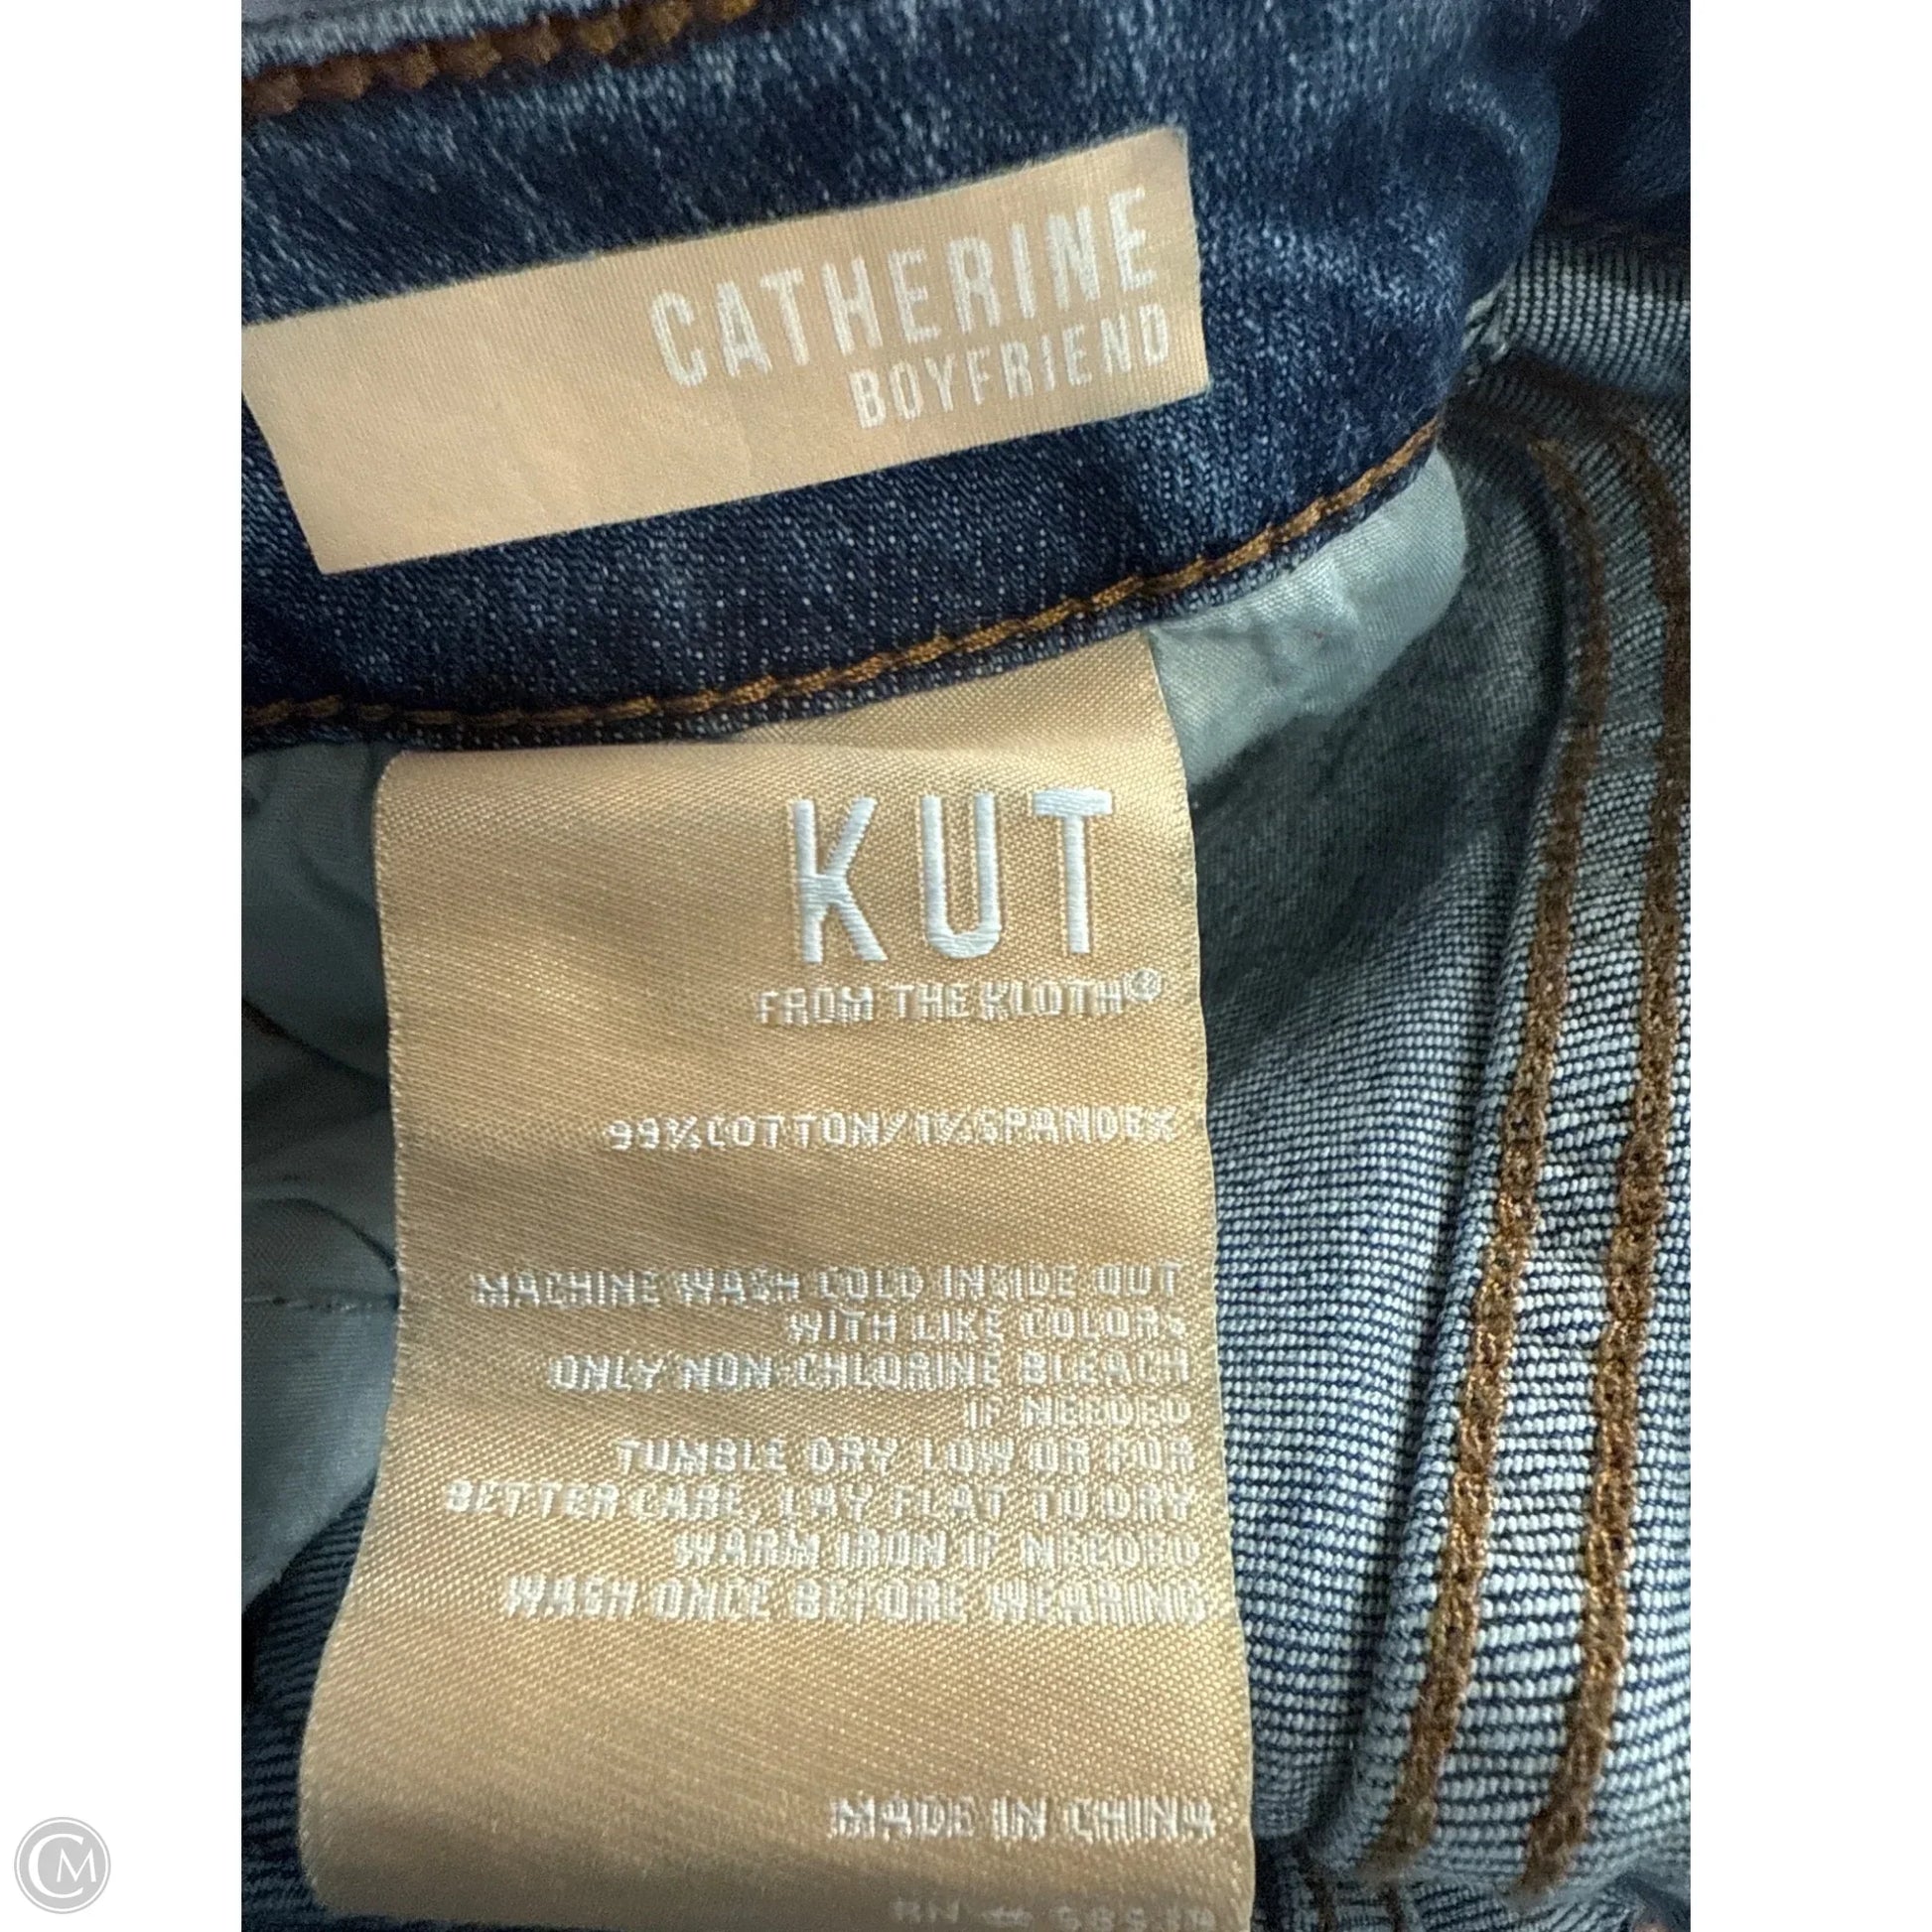 CATHERINE
BOYFRIEND
KUT
FROM THE KLOTH®
99%COTTON/1%SPANDEX
MACHINE WASH COLD INSIDE OUT
WITH LIKE COLORS
ONLY NON-CHLORINE BLEACH
IF NEEDED
TUMBLE DRY LOW OR FOR
BETTER CARE, LAY FLAT TO DRY
WARM IRON IF NEEDED
WASH ONCE BEFORE WEARING
MADE IN CHINA
RN #
CM